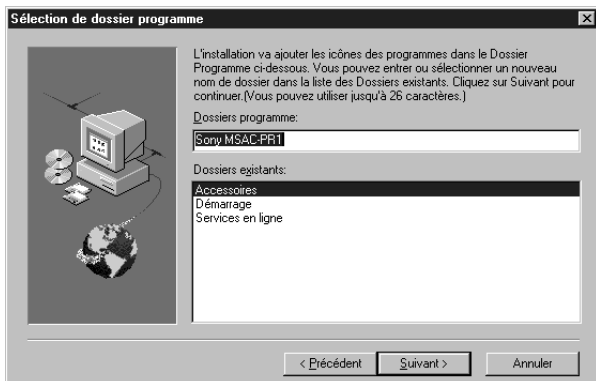 Sélection de dossier programme
L'installation va ajouter les icônes des programmes dans le Dossier
Programme ci-dessous. Vous pouvez entrer ou sélectionner un nouveau
nom de dossier dans la liste des Dossiers existants. Cliquez sur Suivant pour
continuer.(Vous pouvez utiliser jusqu'à 26 caractères.)
Dossiers programme:
Sony MSAC-PR1
Dossiers existants:
Accessoires
Démarrage
Services en ligne
< Précédent
Suivant >
Annuler